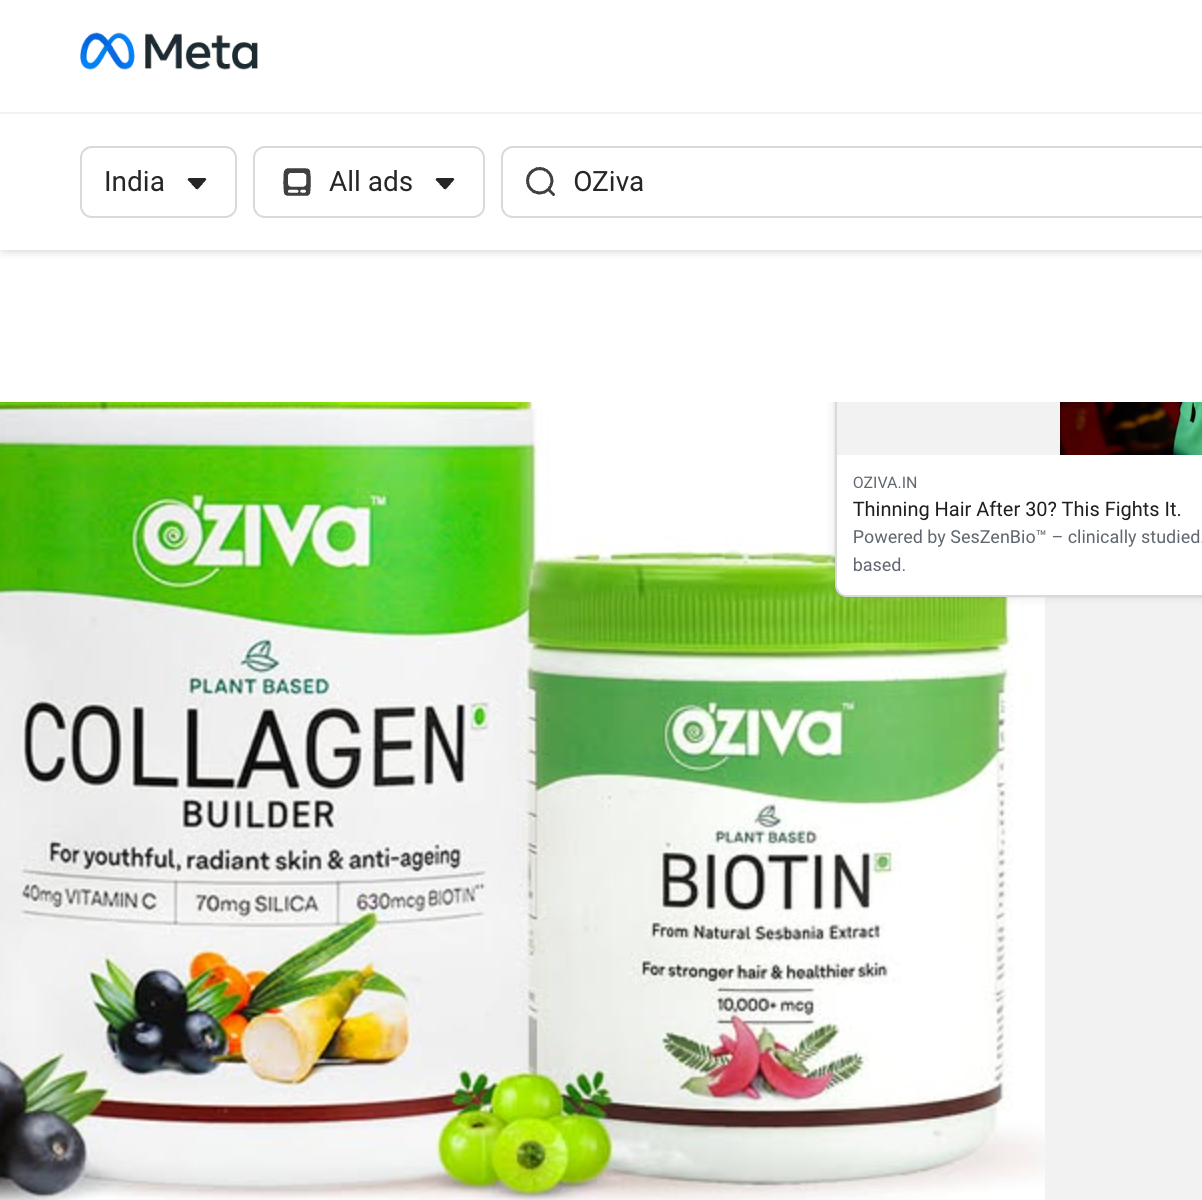 Meta
India
All ads
OZiva
OZIVA.IN
Thinning Hair After 30? This Fights It.
Powered by SesZenBio™ – clinically studied
based.
O'ZIVA™
PLANT BASED
COLLAGEN
BUILDER
For youthful, radiant skin & anti-ageing
40mg VITAMIN C
70mg SILICA
630mcg BIOTIN**
O'ZIVA™
PLANT BASED
BIOTIN
From Natural Sesbania Extract
For stronger hair & healthier skin
10,000+ mcg